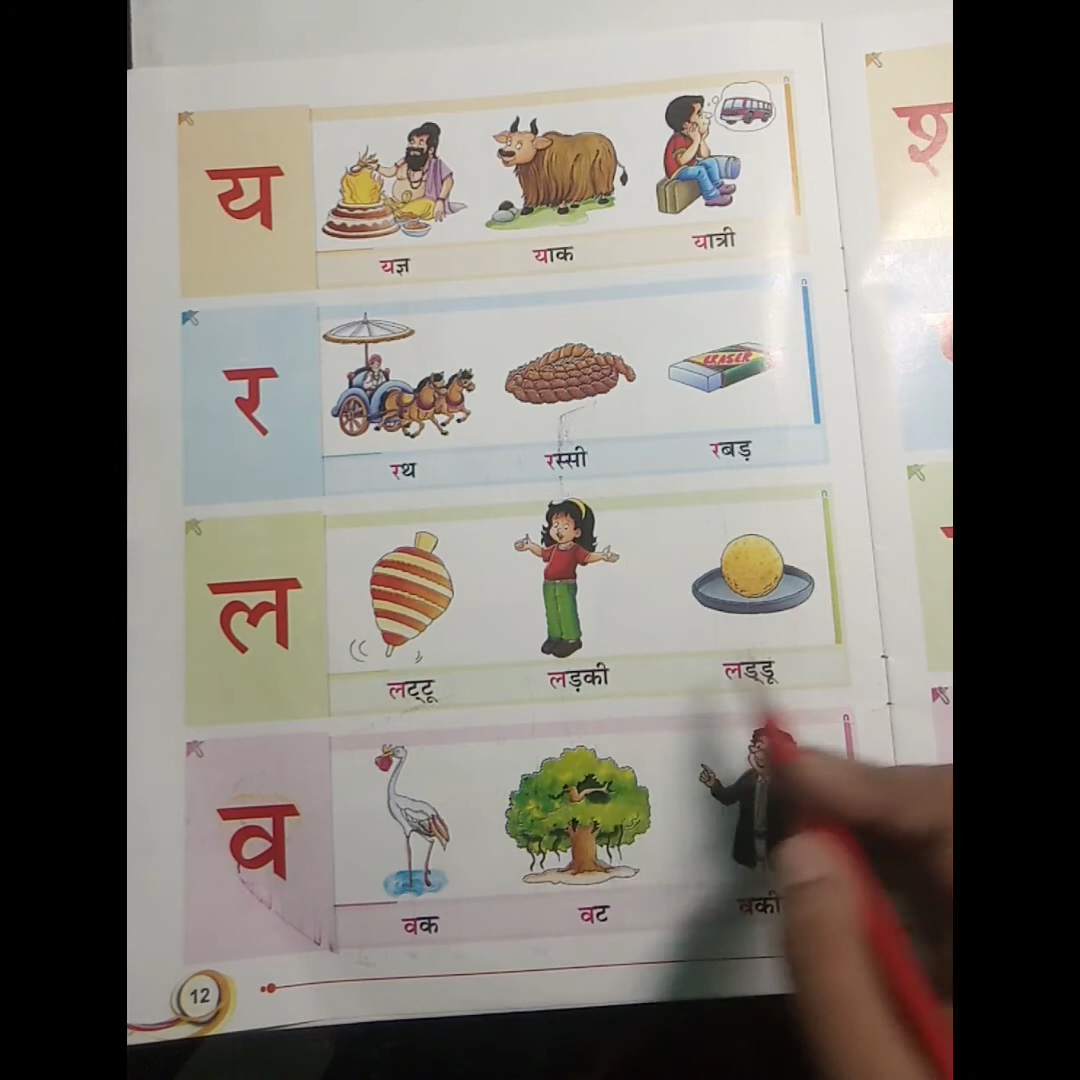 य
यज्ञ याक यात्री
र
ERASER
रथ रस्सी रबड़
ल
लट्टू लड़की लड्डू
व
वक वट
12
श